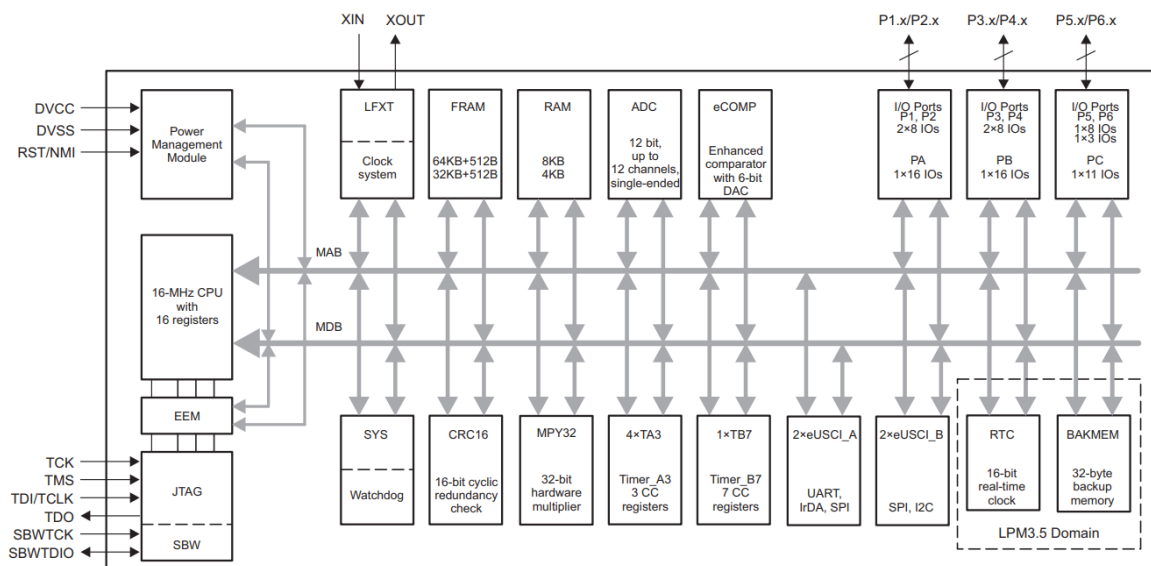 XIN
XOUT
P1.x/P2.x
P3.x/P4.x
P5.x/P6.x
DVCC
DVSS
RST/NMI
Power
Management
Module
LFXT
Clock
system
FRAM
64KB+512B
32KB+512B
RAM
8KB
4KB
ADC
12 bit,
up to
12 channels,
single-ended
eCOMP
Enhanced
comparator
with 6-bit
DAC
I/O Ports
P1, P2
2×8 IOs
PA
1×16 IOs
I/O Ports
P3, P4
2×8 IOs
PB
1×16 IOs
I/O Ports
P5, P6
1×8 IOs
1×3 IOs
PC
1×11 IOs
MAB
16-MHz CPU
with
16 registers
MDB
EEM
TCK
TMS
TDI/TCLK
TDO
SBWTCK
SBWTDIO
JTAG
SBW
SYS
Watchdog
CRC16
16-bit cyclic
redundancy
check
MPY32
32-bit
hardware
multiplier
4×TA3
Timer_A3
3 CC
registers
1×TB7
Timer_B7
7 CC
registers
2×eUSCI_A
UART,
IrDA, SPI
2×eUSCI_B
SPI, I2C
RTC
16-bit
real-time
clock
BAKMEM
32-byte
backup
memory
LPM3.5 Domain